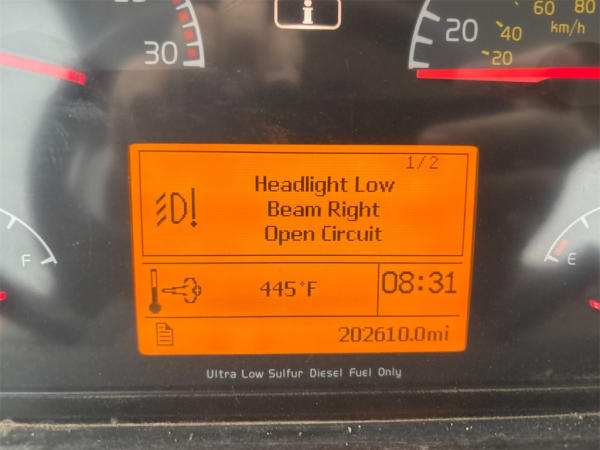 30
i
20
40
20
60
80
km/h
1/2
Headlight Low
Beam Right
Open Circuit
F
E
445°F
08:31
202610.0mi
Ultra Low Sulfur Diesel Fuel Only